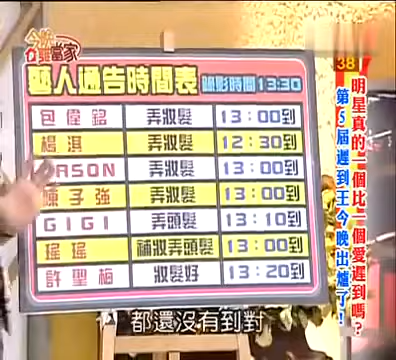 今晚
誰當家
38
藝人通告時間表 錄影時間13:30
包偉銘 弄妝髮 13:00到
楊淇 弄妝髮 12:30到
ASON 弄妝髮 13:00到
陳子強 弄妝髮 13:00到
GIGI 弄頭髮 13:10到
瑤瑤 補妝弄頭髮 13:00到
許聖梅 妝髮好 13:20到
明星真的一個比一個愛遲到嗎?
第5屆遲到王今晚出爐了!
都還沒有到對